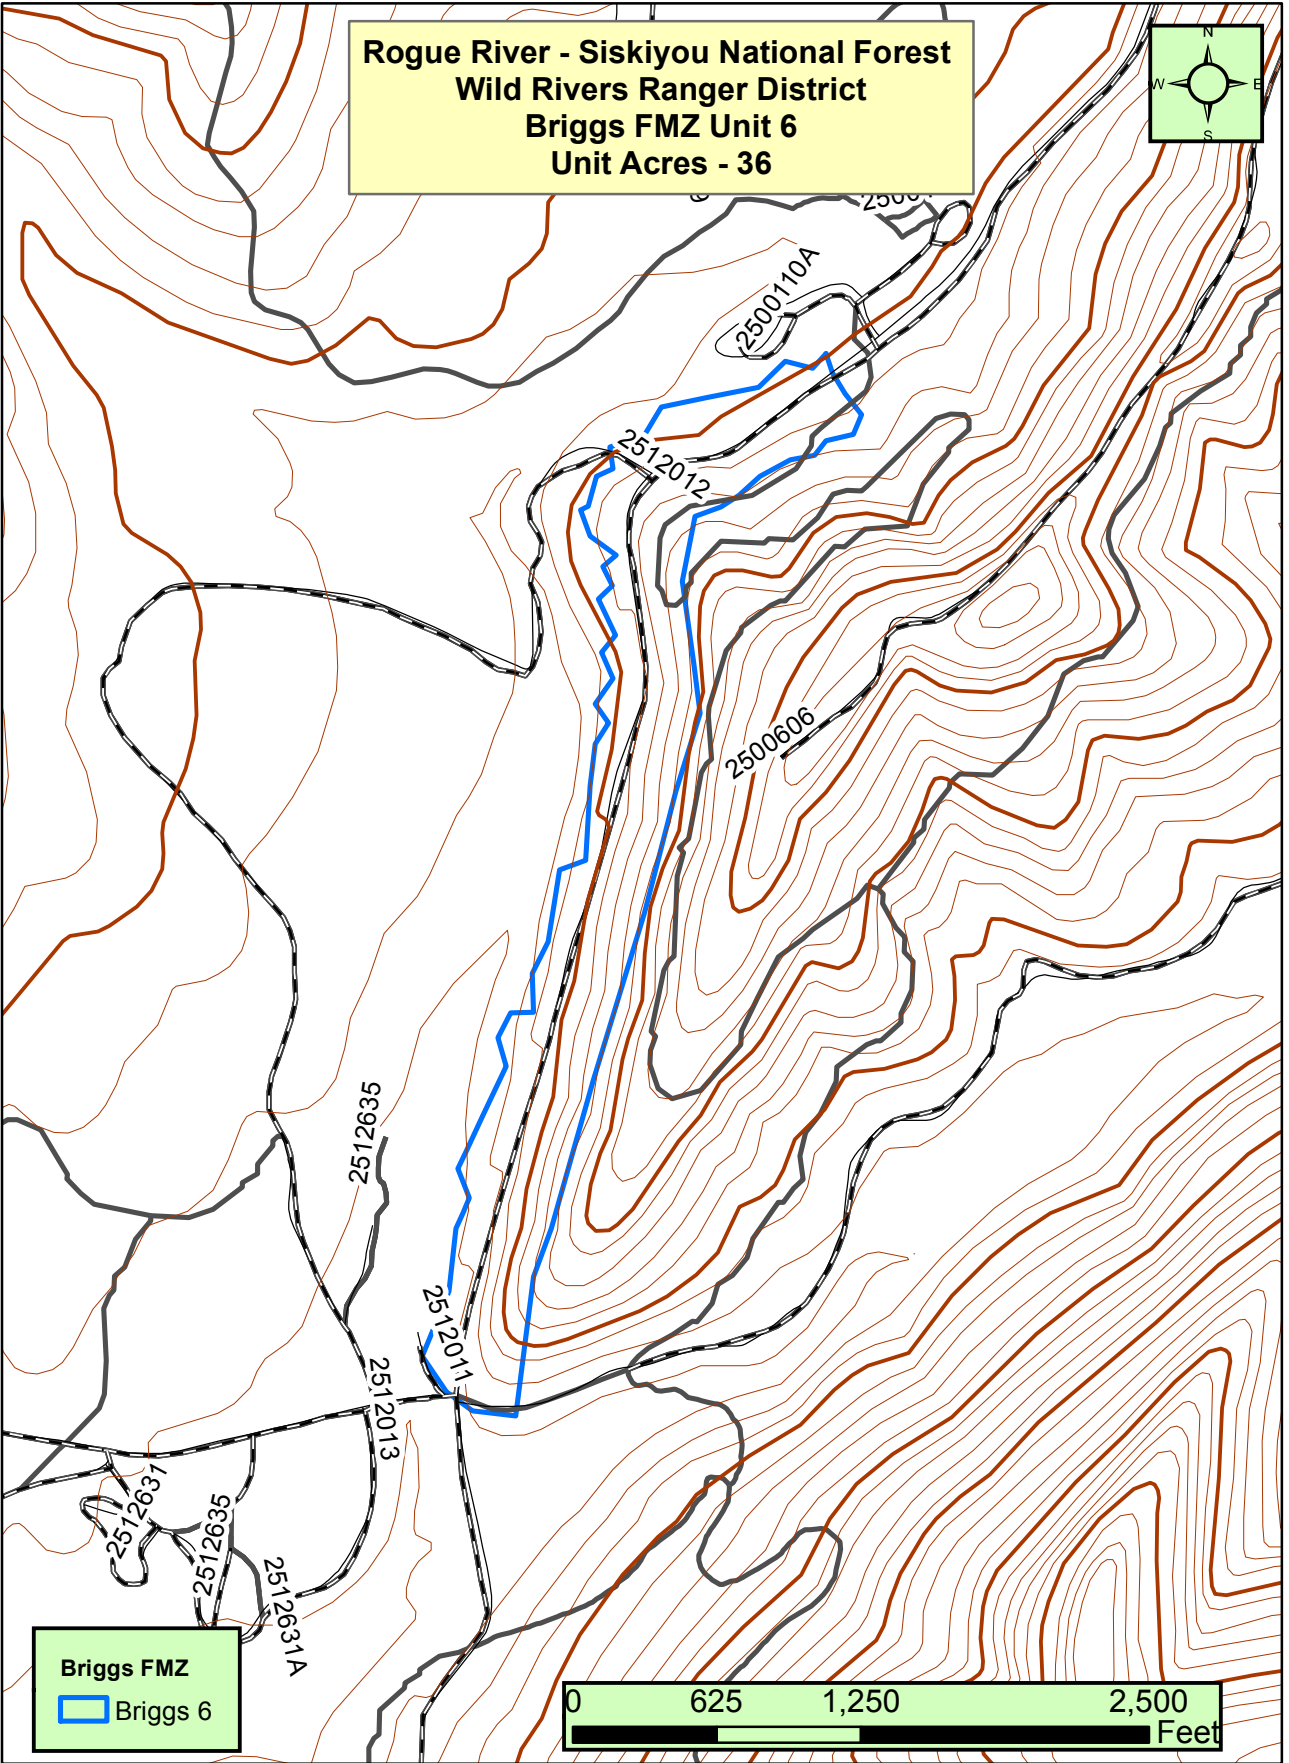 Rogue River - Siskiyou National Forest
Wild Rivers Ranger District
Briggs FMZ Unit 6
Unit Acres - 36
N
W E
S
2500110A
2512012
2500606
2512635
2512011
2512013
2512631
2512635
2512631A
Briggs FMZ
Briggs 6
0 625 1,250 2,500
Feet